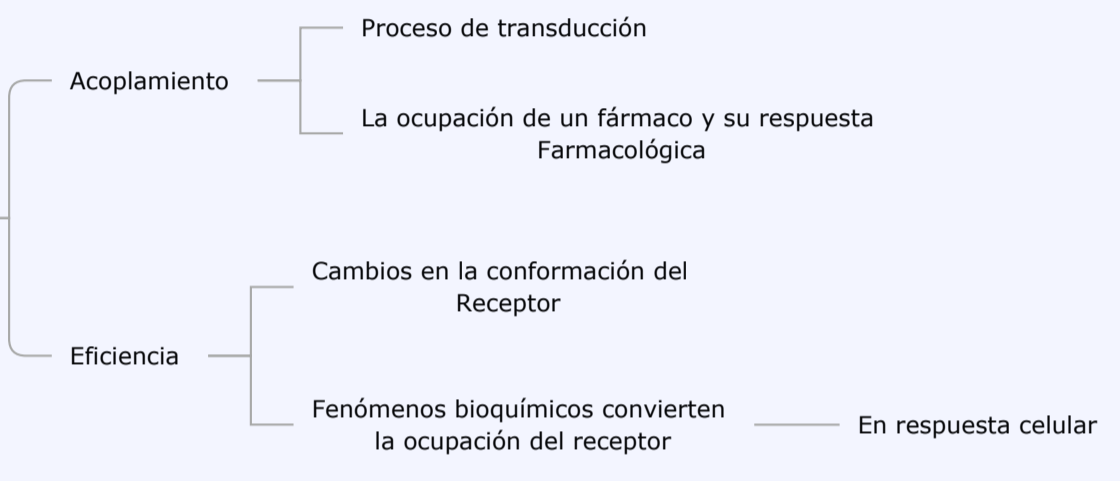 Proceso de transducción
Acoplamiento
La ocupación de un fármaco y su respuesta
Farmacológica
Cambios en la conformación del
Receptor
Eficiencia
Fenómenos bioquímicos convierten
la ocupación del receptor
En respuesta celular